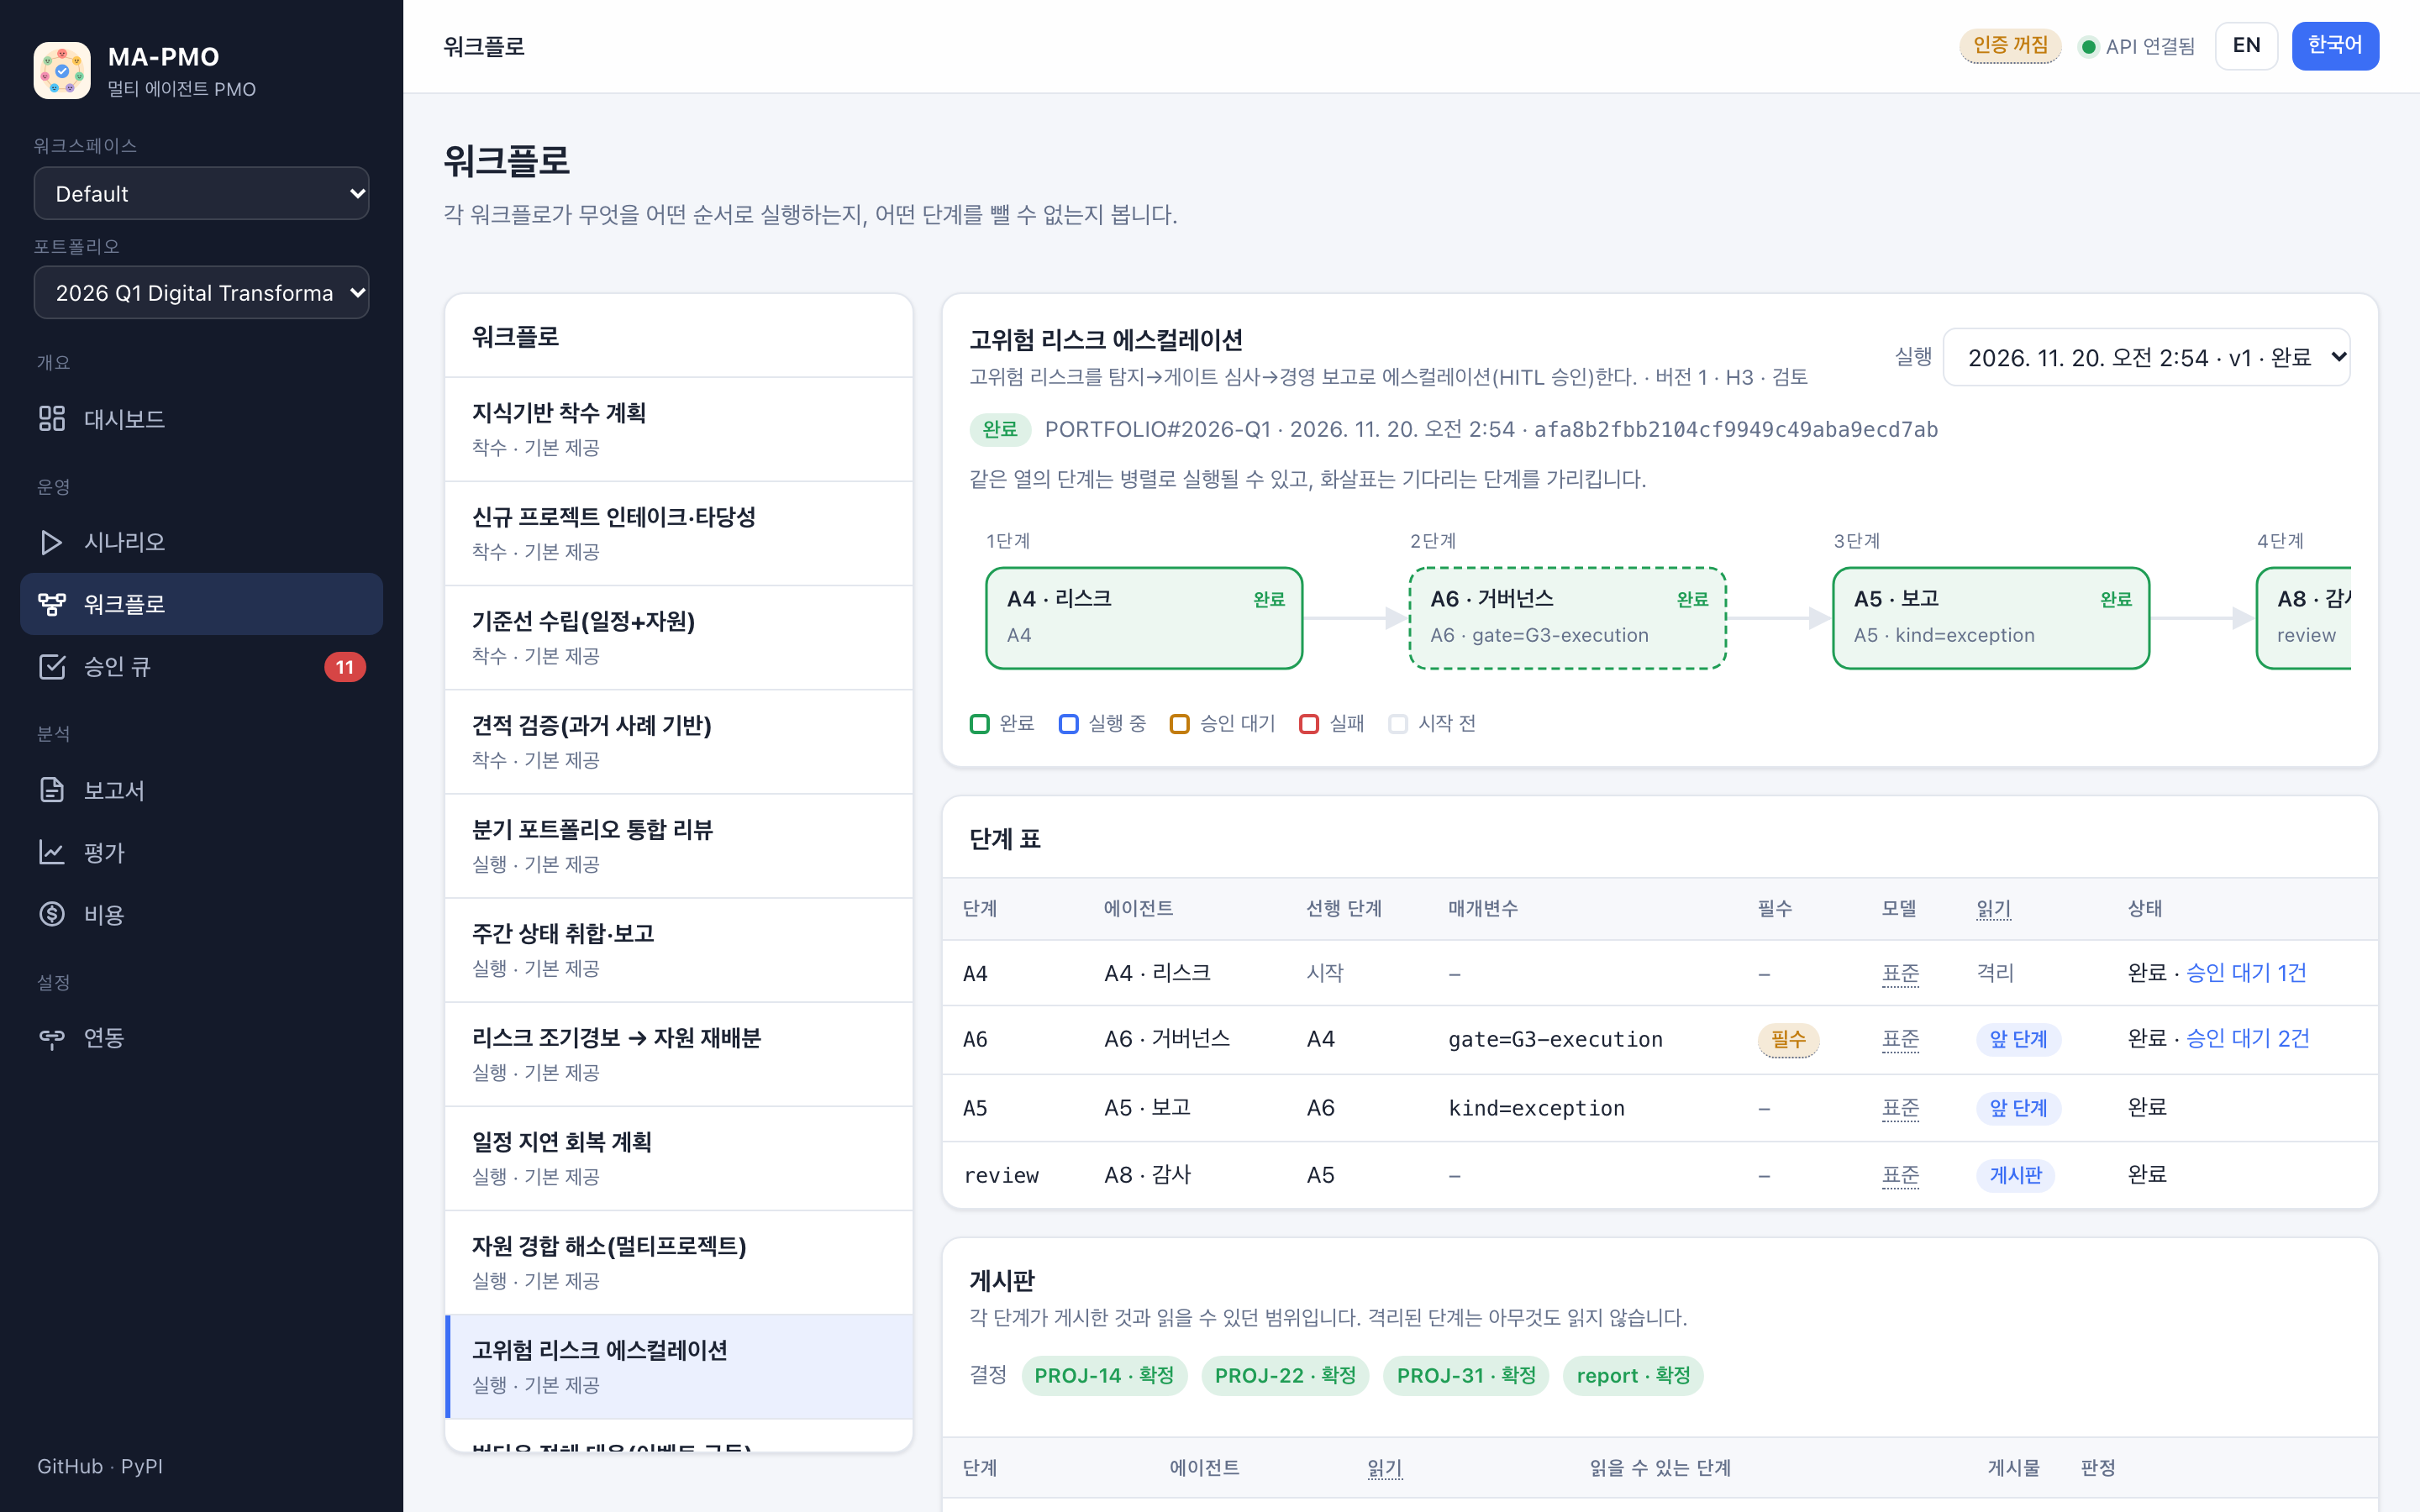 MA-PMO
멀티 에이전트 PMO
워크스페이스
Default
포트폴리오
2026 Q1 Digital Transforma
개요
대시보드
운영
시나리오
워크플로
승인 큐
11
분석
보고서
평가
비용
설정
연동
GitHub · PyPI
워크플로
인증 꺼짐
API 연결됨
EN
한국어
워크플로
각 워크플로가 무엇을 어떤 순서로 실행하는지, 어떤 단계를 뺄 수 없는지 봅니다.
워크플로
지식기반 착수 계획
착수 · 기본 제공
신규 프로젝트 인테이크·타당성
착수 · 기본 제공
기준선 수립(일정+자원)
착수 · 기본 제공
견적 검증(과거 사례 기반)
착수 · 기본 제공
분기 포트폴리오 통합 리뷰
실행 · 기본 제공
주간 상태 취합·보고
실행 · 기본 제공
리스크 조기경보 → 자원 재배분
실행 · 기본 제공
일정 지연 회복 계획
실행 · 기본 제공
자원 경합 해소(멀티프로젝트)
실행 · 기본 제공
고위험 리스크 에스컬레이션
실행 · 기본 제공
고위험 리스크 에스컬레이션
고위험 리스크를 탐지→게이트 심사→경영 보고로 에스컬레이션(HITL 승인)한다. · 버전 1 · H3 · 검토
실행
2026. 11. 20. 오전 2:54 · v1 · 완료
완료 PORTFOLIO#2026-Q1 · 2026. 11. 20. 오전 2:54 · afa8b2fbb2104cf9949c49aba9ecd7ab
같은 열의 단계는 병렬로 실행될 수 있고, 화살표는 기다리는 단계를 가리킵니다.
1단계 2단계 3단계 4단계
A4 · 리스크 완료
A4
A6 · 거버넌스 완료
A6 · gate=G3-execution
A5 · 보고 완료
A5 · kind=exception
A8 · 감
review
완료 실행 중 승인 대기 실패 시작 전
단계 표
단계 에이전트 선행 단계 매개변수 필수 모델 읽기 상태
A4 A4 · 리스크 시작 – – 표준 격리 완료 · 승인 대기 1건
A6 A6 · 거버넌스 A4 gate=G3-execution 필수 표준 앞 단계 완료 · 승인 대기 2건
A5 A5 · 보고 A6 kind=exception – 표준 앞 단계 완료
review A8 · 감사 A5 – – 표준 게시판 완료
게시판
각 단계가 게시한 것과 읽을 수 있던 범위입니다. 격리된 단계는 아무것도 읽지 않습니다.
결정 PROJ-14 · 확정 PROJ-22 · 확정 PROJ-31 · 확정 report · 확정
단계 에이전트 읽기 읽을 수 있는 단계 게시물 판정